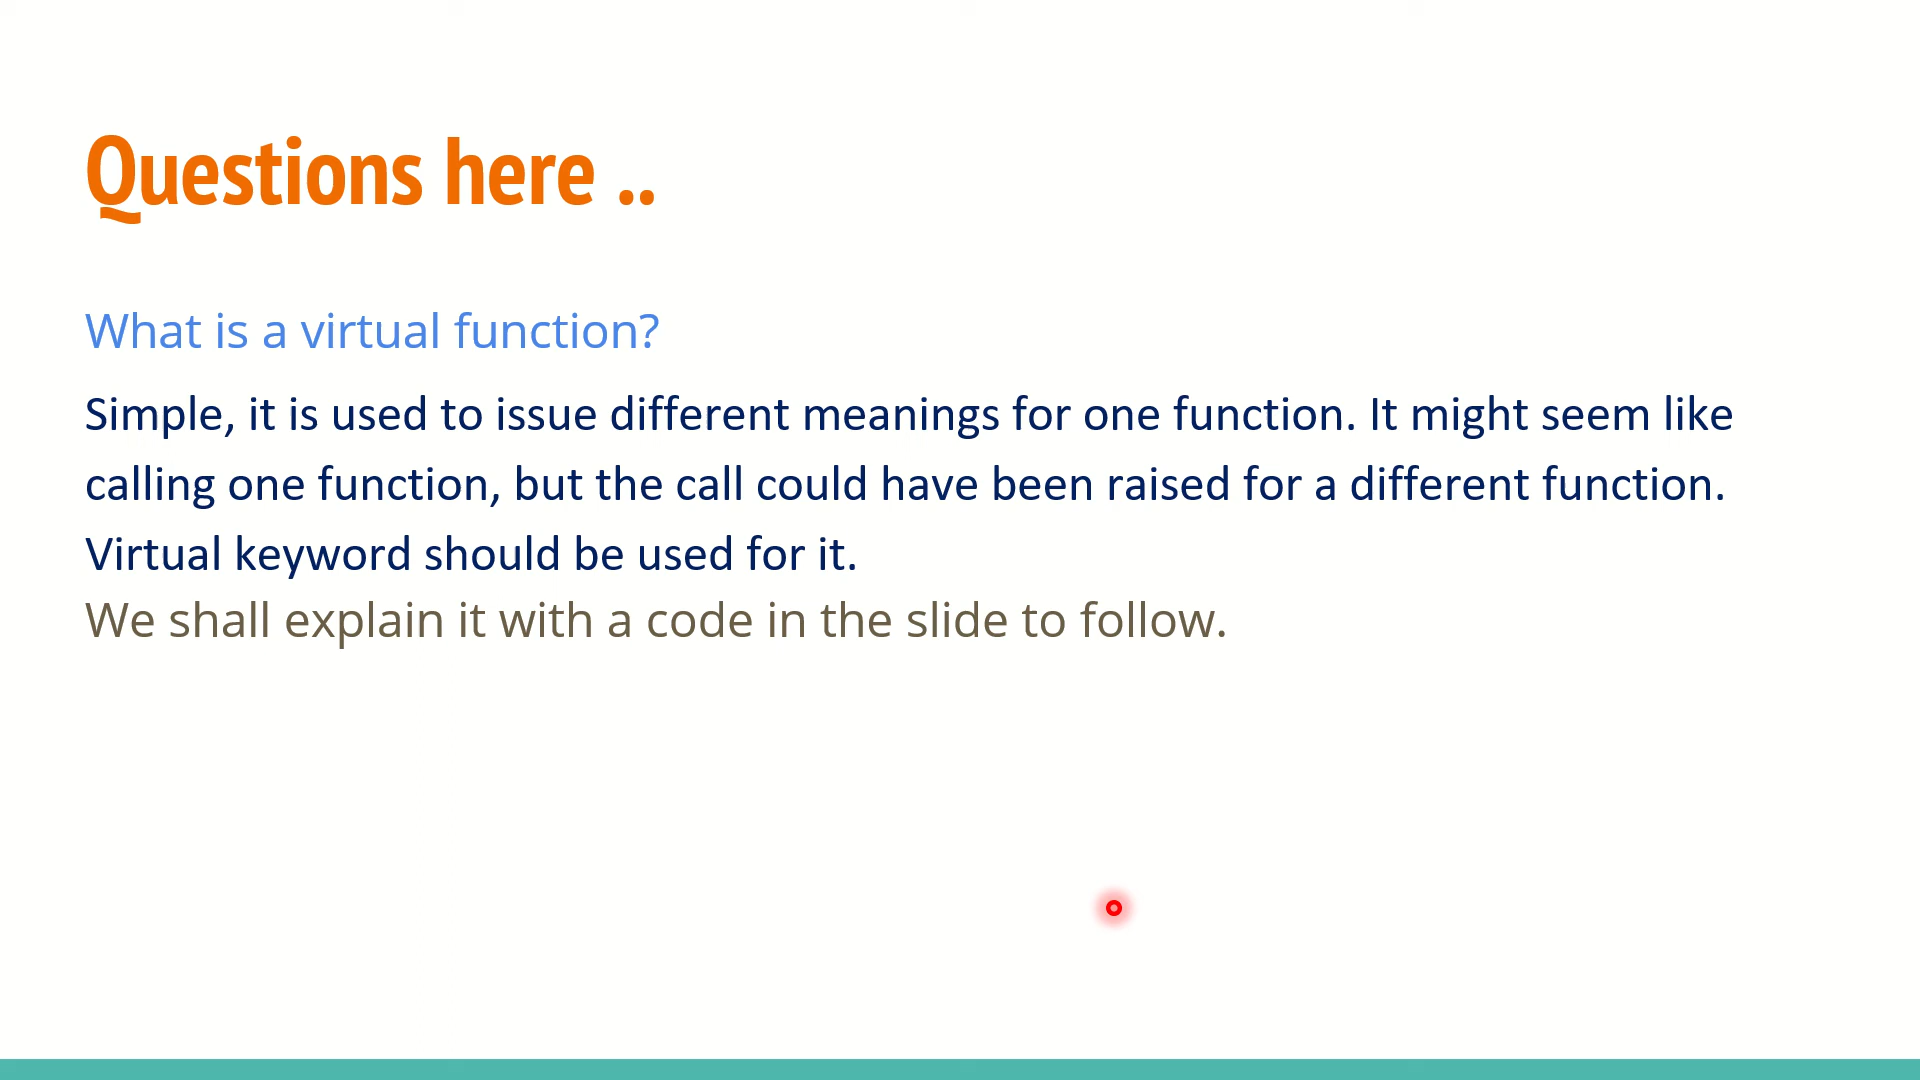 Questions here ..
What is a virtual function?
Simple, it is used to issue different meanings for one function. It might seem like
calling one function, but the call could have been raised for a different function.
Virtual keyword should be used for it.
We shall explain it with a code in the slide to follow.